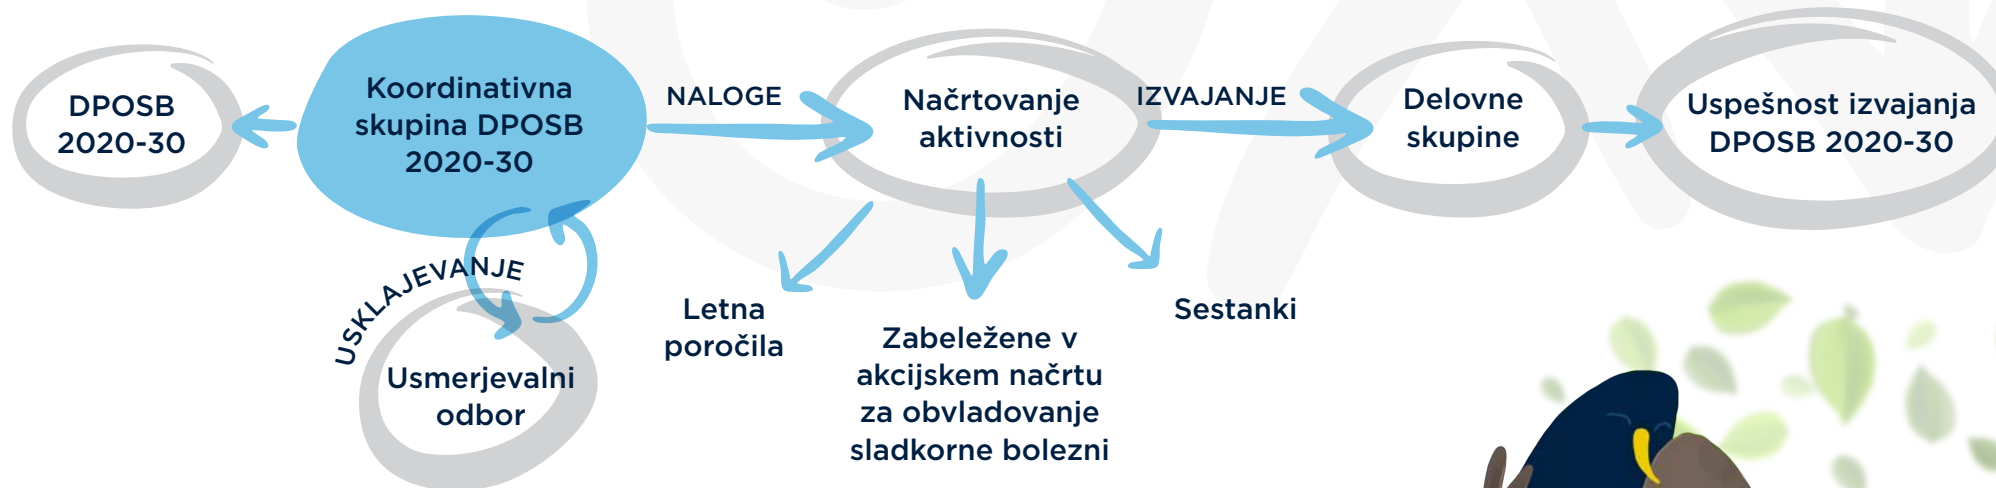 DPOSB
2020-30
Koordinativna
skupina DPOSB
2020-30
NALOGE
Načrtovanje
aktivnosti
IZVAJANJE
Delovne
skupine
Uspešnost izvajanja
DPOSB 2020-30
USKLAJEVANJE
Usmerjevalni
odbor
Letna
poročila
Zabeležene v
akcijskem načrtu
za obvladovanje
sladkorne bolezni
Sestanki